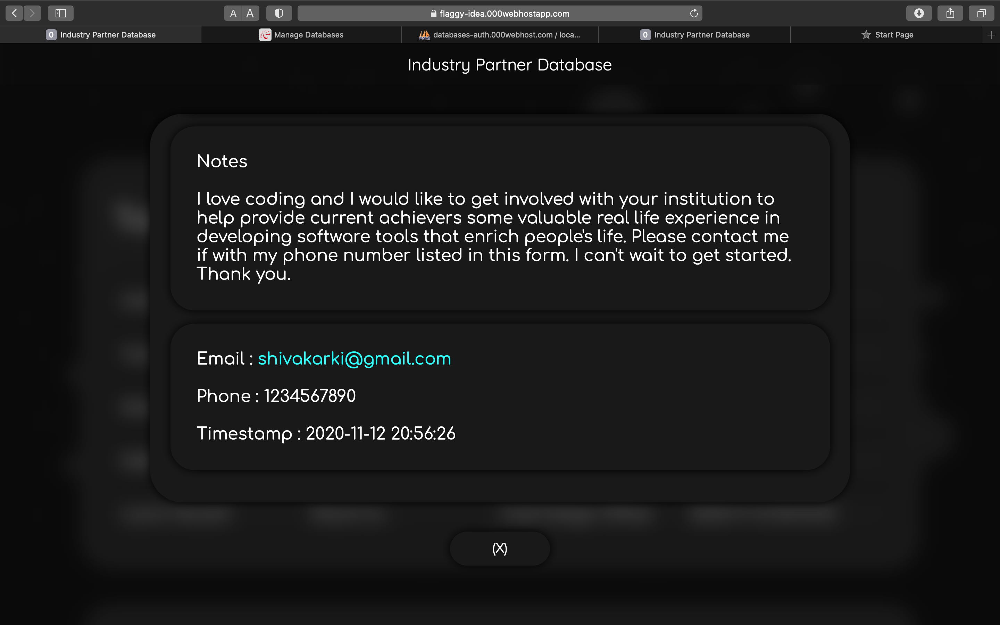 A A
flaggy-idea.000webhostapp.com
0 Industry Partner Database
Manage Databases
PMA databases-auth.000webhost.com / loca...
0 Industry Partner Database
Start Page
Industry Partner Database
Notes
I love coding and I would like to get involved with your institution to
help provide current achievers some valuable real life experience in
developing software tools that enrich people's life. Please contact me
if with my phone number listed in this form. I can't wait to get started.
Thank you.
Email : shivakarki@gmail.com
Phone : 1234567890
Timestamp : 2020-11-12 20:56:26
(X)